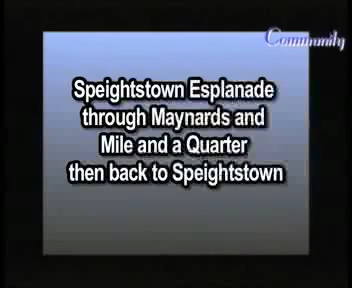 Community
Speightstown Esplanade
through Maynards and
Mile and a Quarter
then back to Speightstown